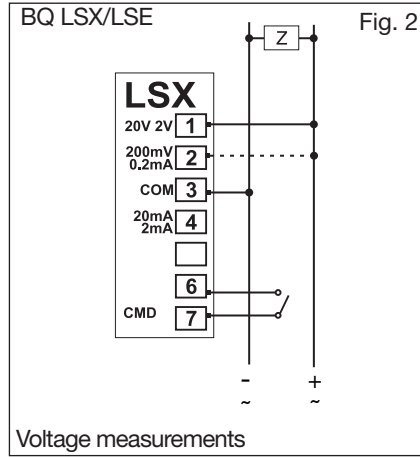 BQ LSX/LSE
Fig. 2
Z
LSX
20V 2V 1
200mV
0.2mA 2
COM 3
20mA
2mA 4
6
CMD 7
- +
~ ~
Voltage measurements